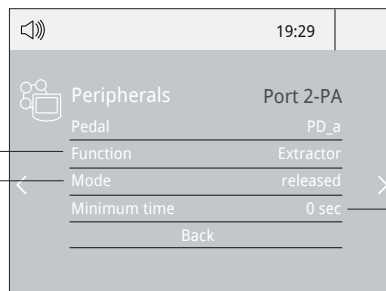 19:29
Peripherals Port 2-PA
Pedal PD_a
Function Extractor
Mode released
Minimum time 0 sec
Back